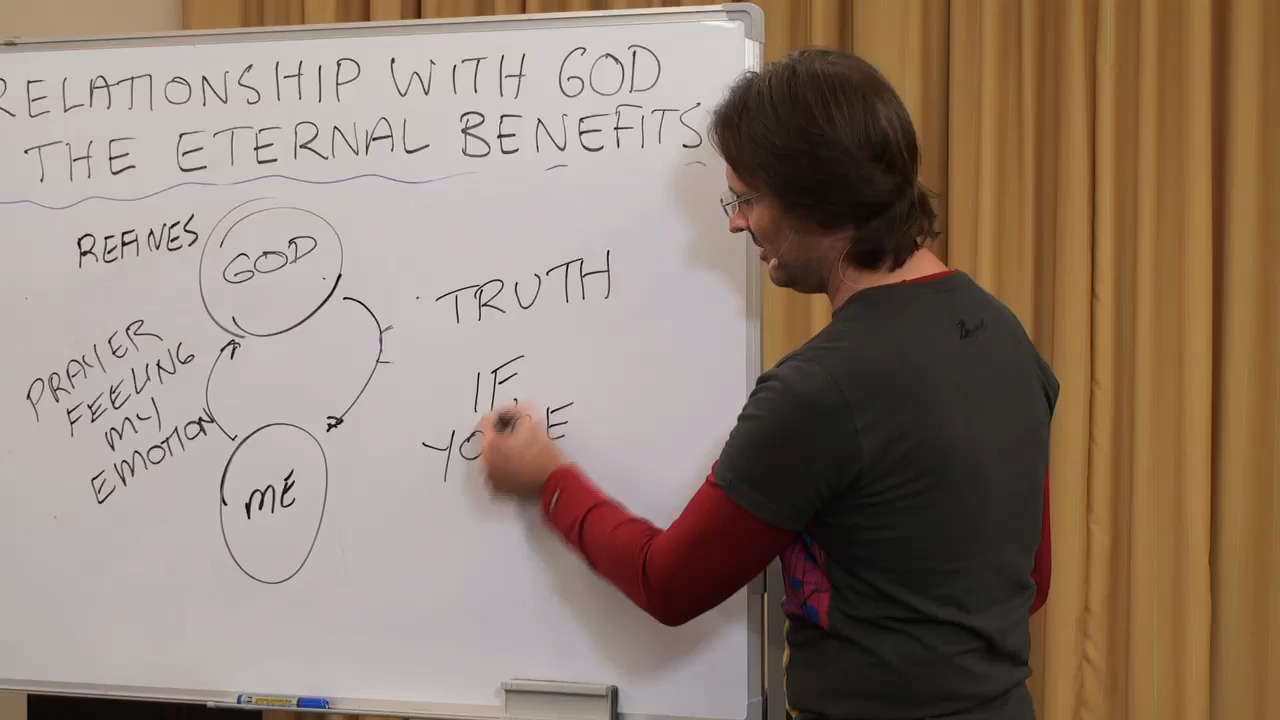 RELATIONSHIP WITH GOD
THE ETERNAL BENEFITS
REFINES
GOD
TRUTH
PRAYER
FEELING
MY
EMOTION
IF
ME